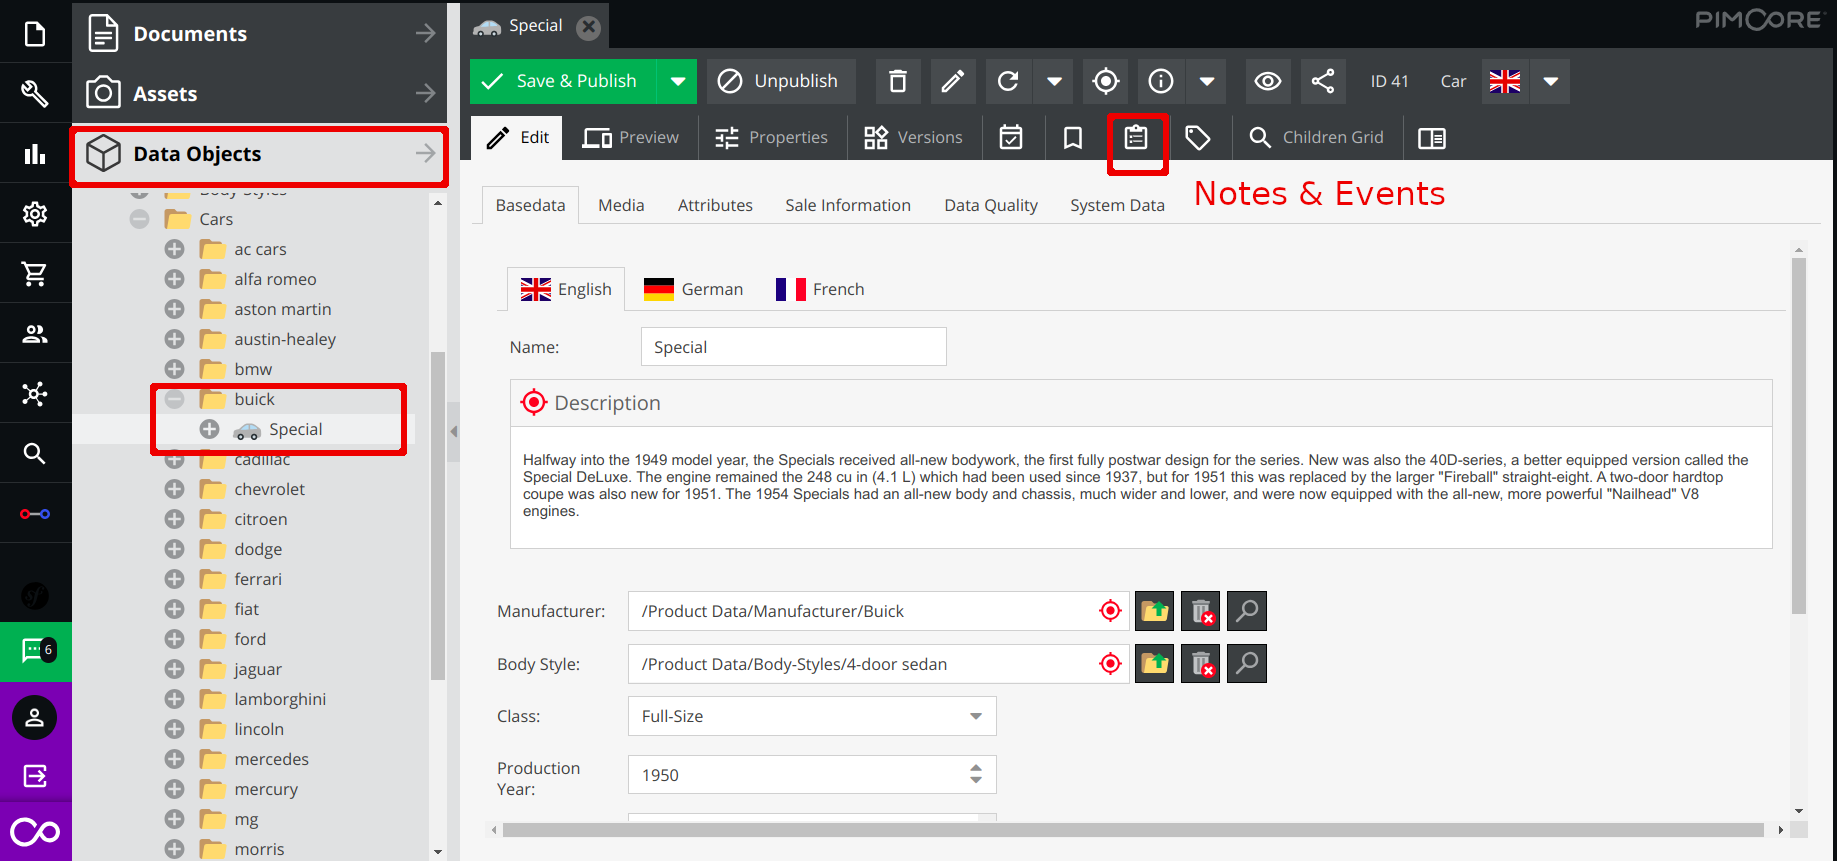 Documents
Assets
Data Objects
Body Styles
Cars
ac cars
alfa romeo
aston martin
austin-healey
bmw
buick
Special
cadillac
chevrolet
citroen
dodge
ferrari
fiat
ford
jaguar
lamborghini
lincoln
mercedes
mercury
mg
morris
6
sf
Special
PIMCORE
Save & Publish
Unpublish
ID 41
Car
Edit
Preview
Properties
Versions
Children Grid
Notes & Events
Basedata
Media
Attributes
Sale Information
Data Quality
System Data
English
German
French
Name:
Special
Description
Halfway into the 1949 model year, the Specials received all-new bodywork, the first fully postwar design for the series. New was also the 40D-series, a better equipped version called the
Special DeLuxe. The engine remained the 248 cu in (4.1 L) which had been used since 1937, but for 1951 this was replaced by the larger "Fireball" straight-eight. A two-door hardtop
coupe was also new for 1951. The 1954 Specials had an all-new body and chassis, much wider and lower, and were now equipped with the all-new, more powerful "Nailhead" V8
engines.
Manufacturer:
/Product Data/Manufacturer/Buick
Body Style:
/Product Data/Body-Styles/4-door sedan
Class:
Full-Size
Production
Year:
1950